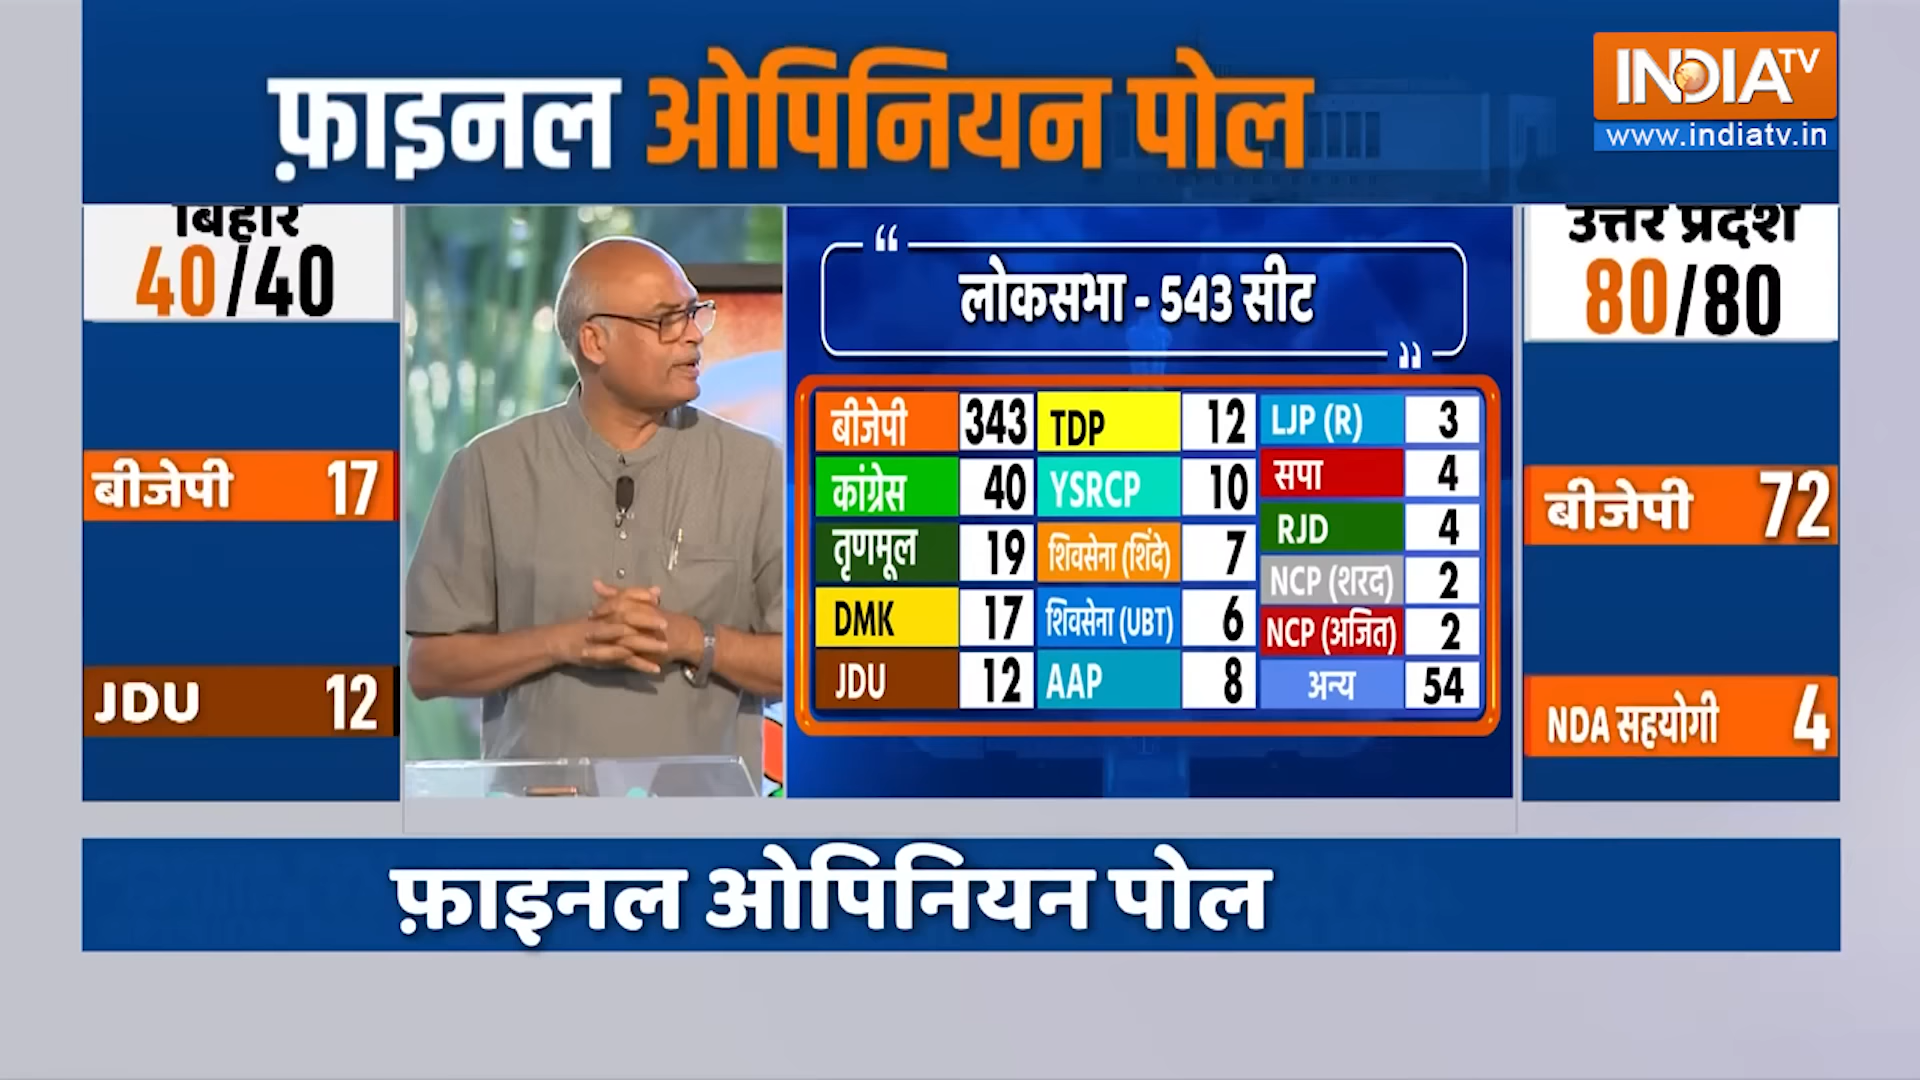 फ़ाइनल ओपिनियन पोल
INDIA TV
www.indiatv.in
बिहार
40/40
बीजेपी 17
JDU 12
“
लोकसभा - 543 सीट
”
बीजेपी 343 TDP 12 LJP (R) 3
कांग्रेस 40 YSRCP 10 सपा 4
तृणमूल 19 शिवसेना (शिंदे) 7 RJD 4
DMK 17 शिवसेना (UBT) 6 NCP (शरद) 2
JDU 12 AAP 8 NCP (अजित) 2
अन्य 54
उत्तर प्रदेश
80/80
बीजेपी 72
NDA सहयोगी 4
फ़ाइनल ओपिनियन पोल